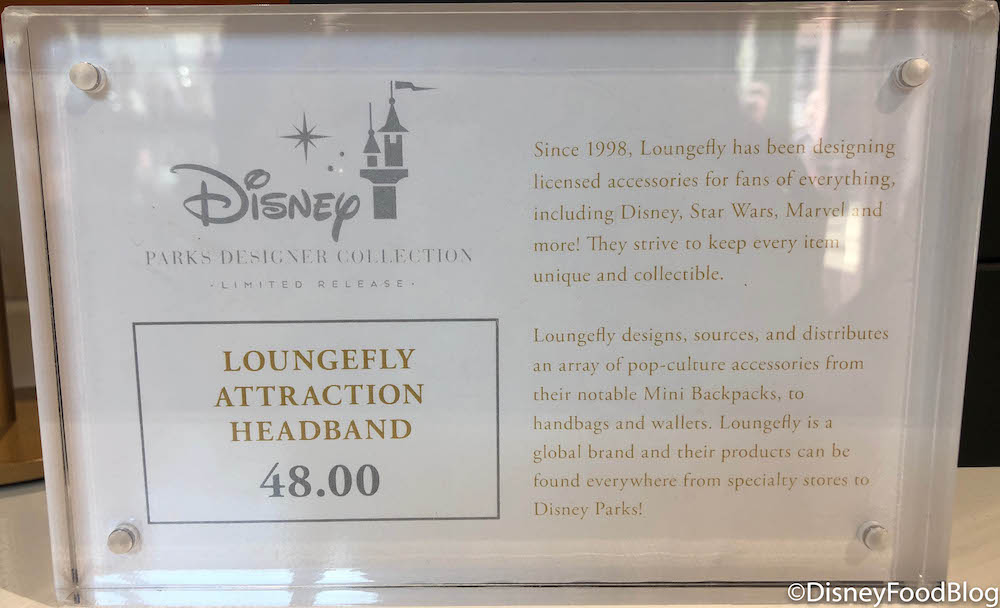 Disney
PARKS DESIGNER COLLECTION
·LIMITED RELEASE·
LOUNGEFLY
ATTRACTION
HEADBAND
48.00
Since 1998, Loungefly has been designing
licensed accessories for fans of everything,
including Disney, Star Wars, Marvel and
more! They strive to keep every item
unique and collectible.
Loungefly designs, sources, and distributes
an array of pop-culture accessories from
their notable Mini Backpacks, to
handbags and wallets. Loungefly is a
global brand and their products can be
found everywhere from specialty stores to
Disney Parks!
©DisneyFoodBlog